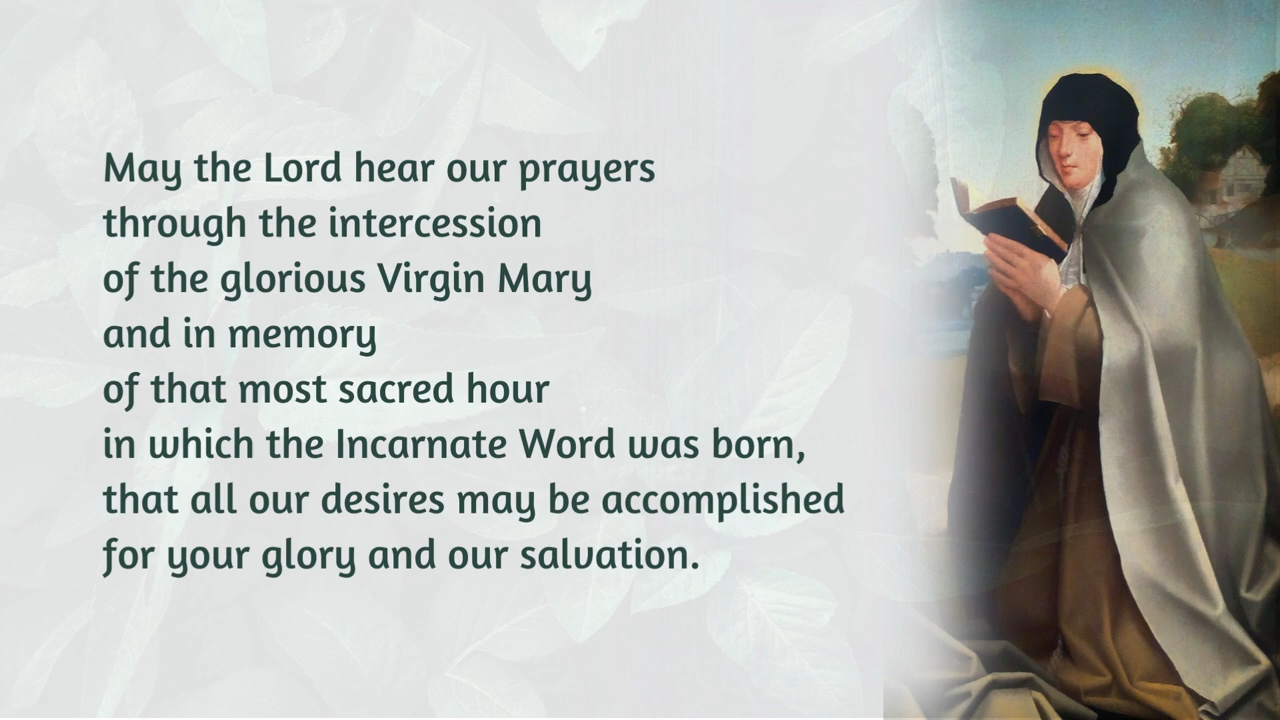 May the Lord hear our prayers
through the intercession
of the glorious Virgin Mary
and in memory
of that most sacred hour
in which the Incarnate Word was born,
that all our desires may be accomplished
for your glory and our salvation.